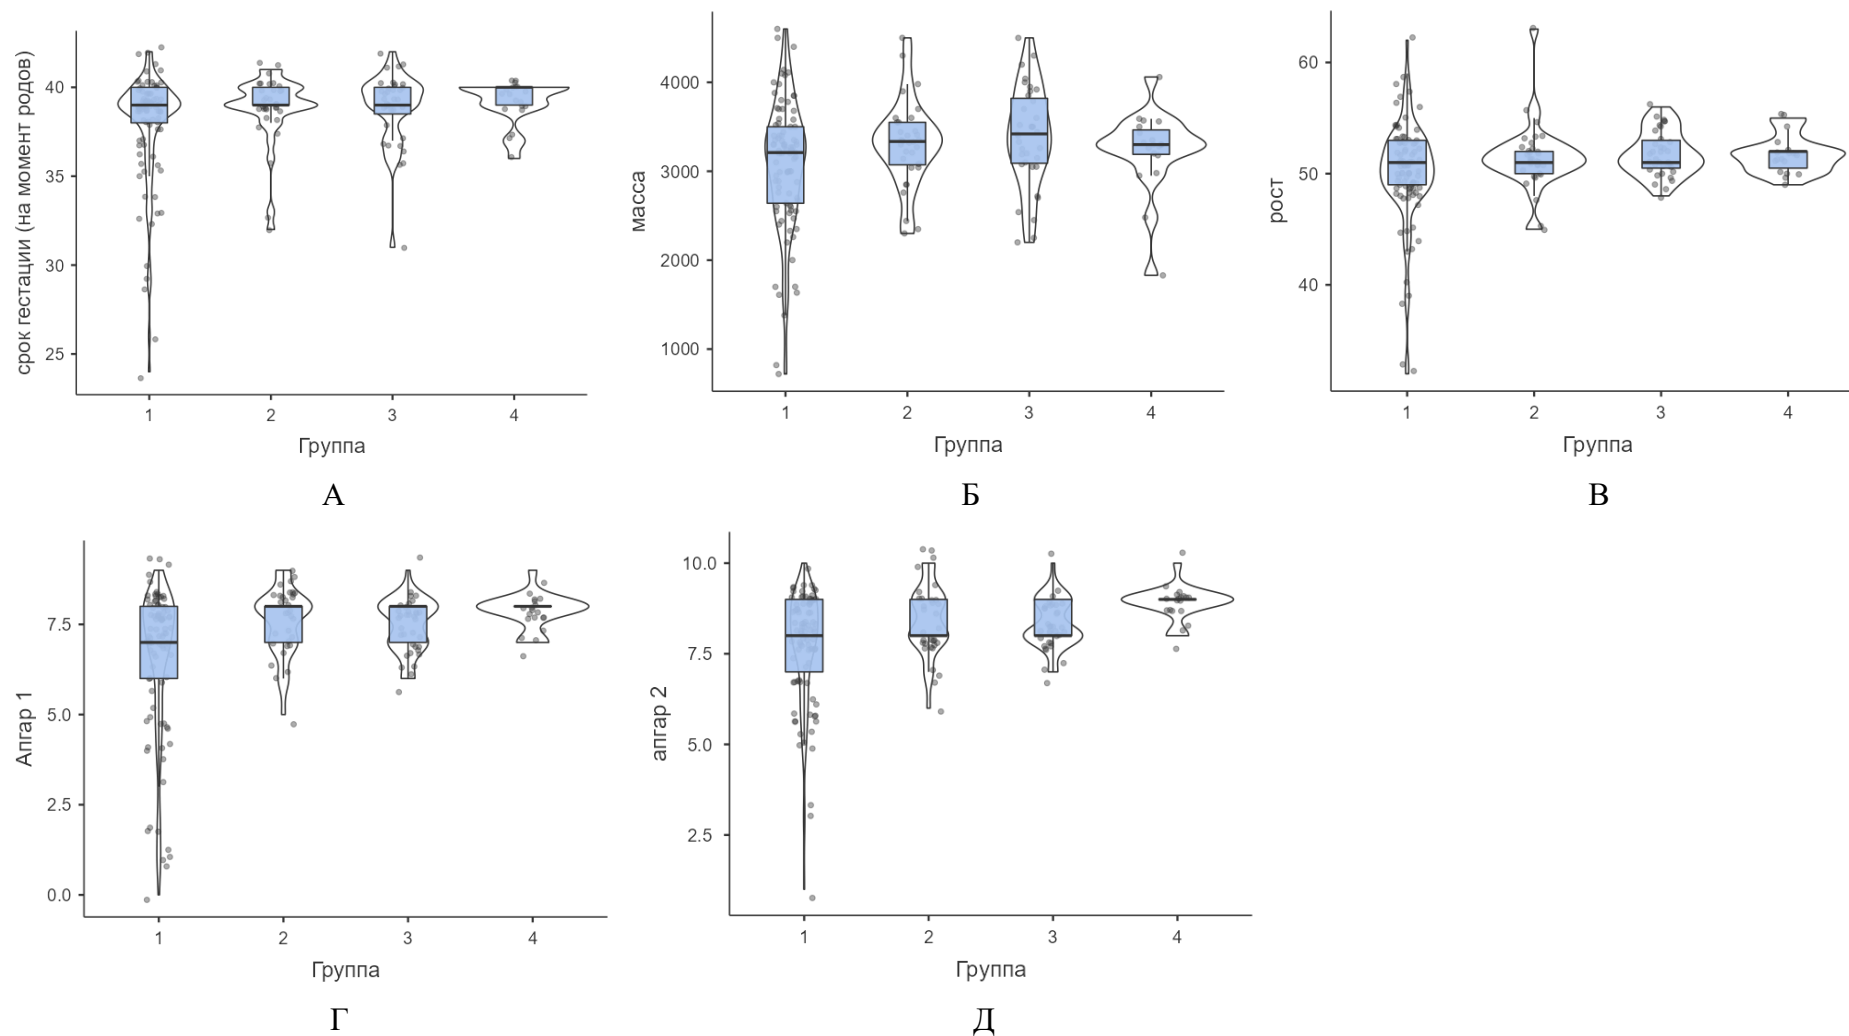 срок гестации (на момент родов)
40
35
30
25
1 2 3 4
Группа
А
масса
4000
3000
2000
1000
1 2 3 4
Группа
Б
рост
60
50
40
1 2 3 4
Группа
В
Апгар 1
7.5
5.0
2.5
0.0
1 2 3 4
Группа
Г
апгар 2
10.0
7.5
5.0
2.5
1 2 3 4
Группа
Д